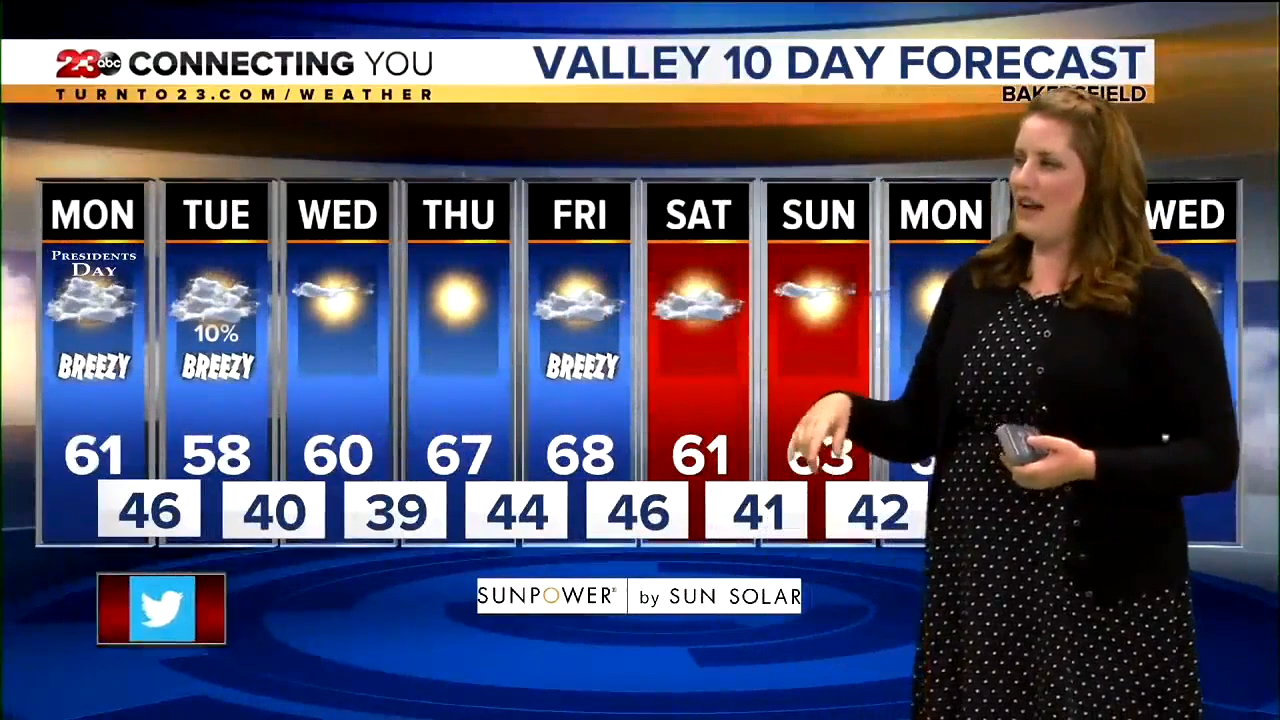 23 abc CONNECTING YOU
TURNTO23.COM/WEATHER
VALLEY 10 DAY FORECAST
MON TUE WED THU FRI SAT SUN MON WED
PRESIDENTS
DAY
10%
BREEZY BREEZY BREEZY
61 58 60 67 68 61
46 40 39 44 46 41 42
SUNPOWER® | by SUN SOLAR